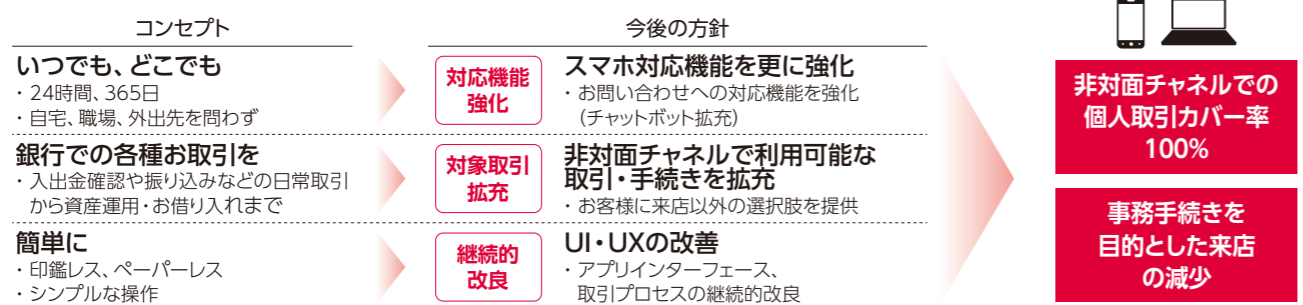 コンセプト
いつでも、どこでも
・24時間、365日
・自宅、職場、外出先を問わず
銀行での各種お取引を
・入出金確認や振り込みなどの日常取引
から資産運用・お借り入れまで
簡単に
・印鑑レス、ペーパーレス
・シンプルな操作
今後の方針
対応機能
強化
スマホ対応機能を更に強化
・お問い合わせへの対応機能を強化
（チャットボット拡充）
対象取引
拡充
非対面チャネルで利用可能な
取引・手続きを拡充
・お客様に来店以外の選択肢を提供
継続的
改良
UI・UXの改善
・アプリインターフェース、
取引プロセスの継続的改良
非対面チャネルでの
個人取引カバー率
100%
事務手続きを
目的とした来店
の減少